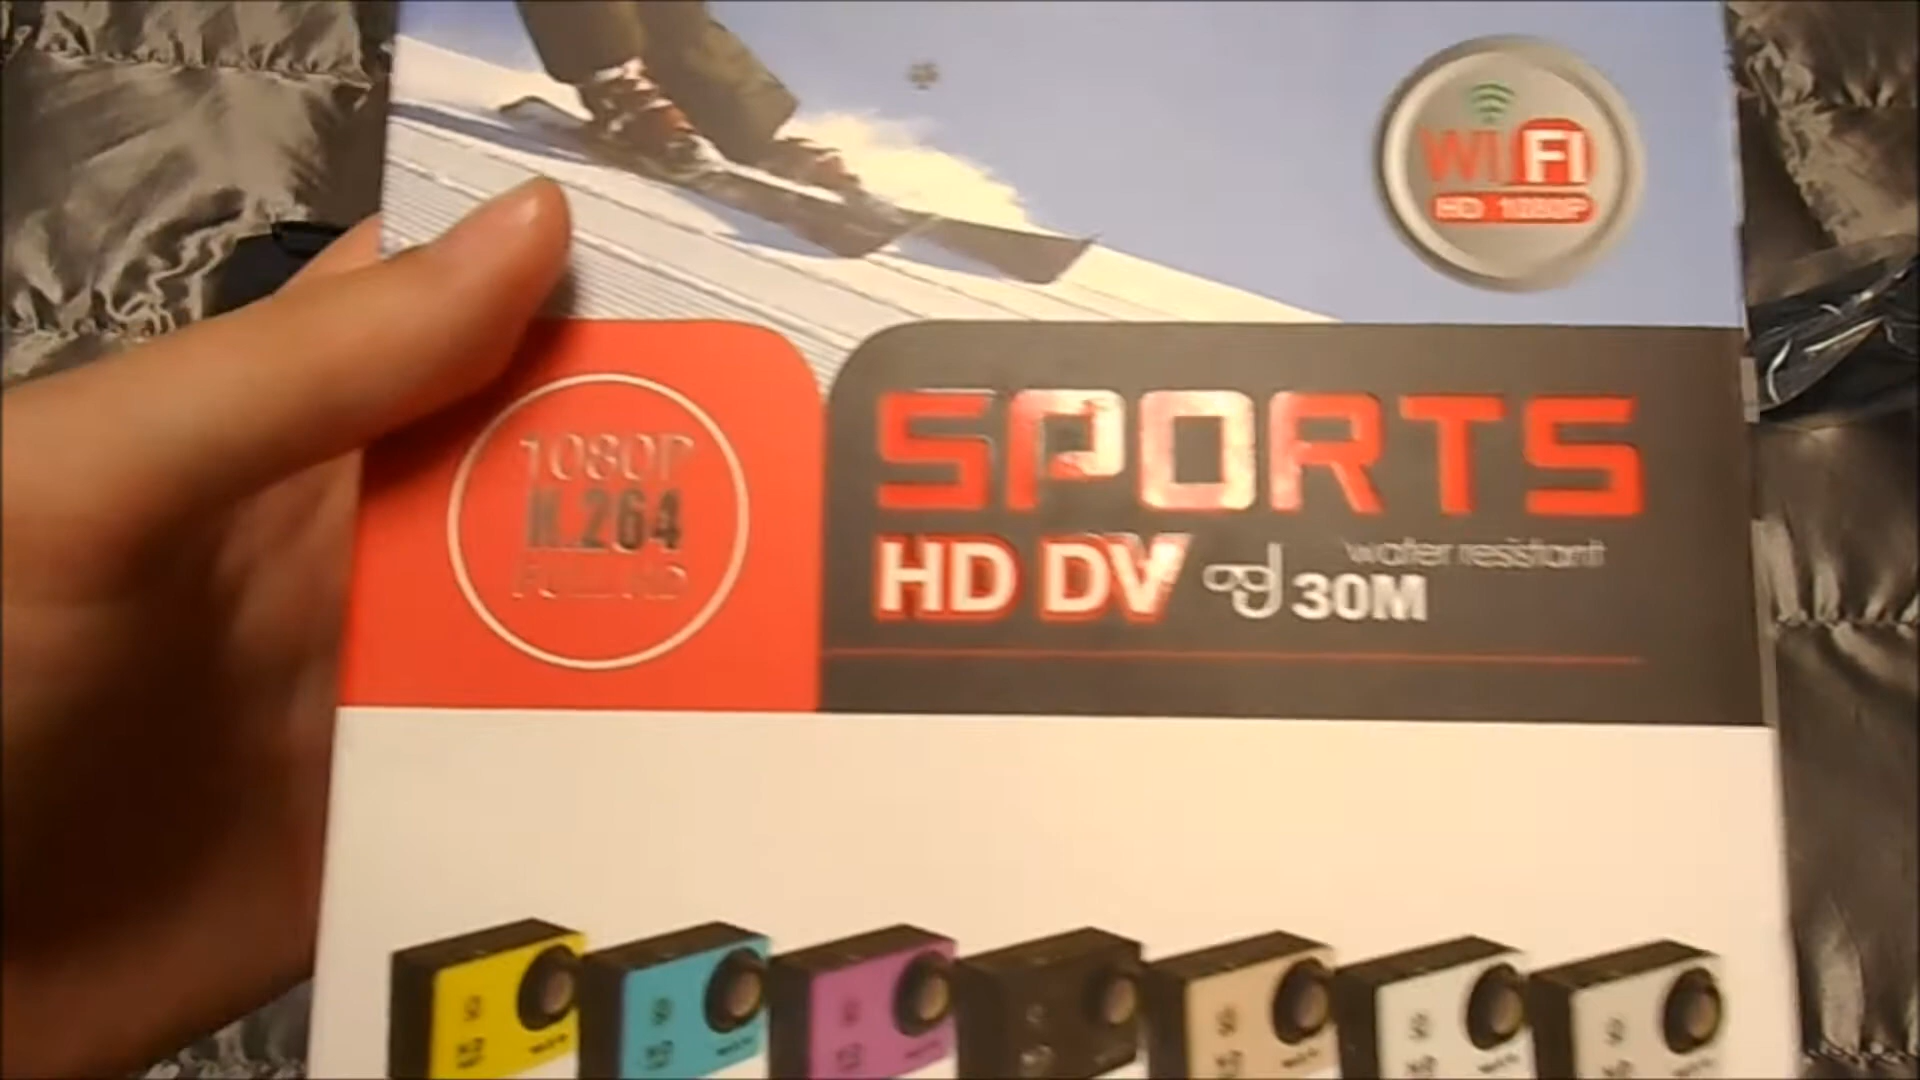 WIFI
HD 1080P
1080P
H.264
FULL HD
SPORTS
HD DV
water resistant
30M